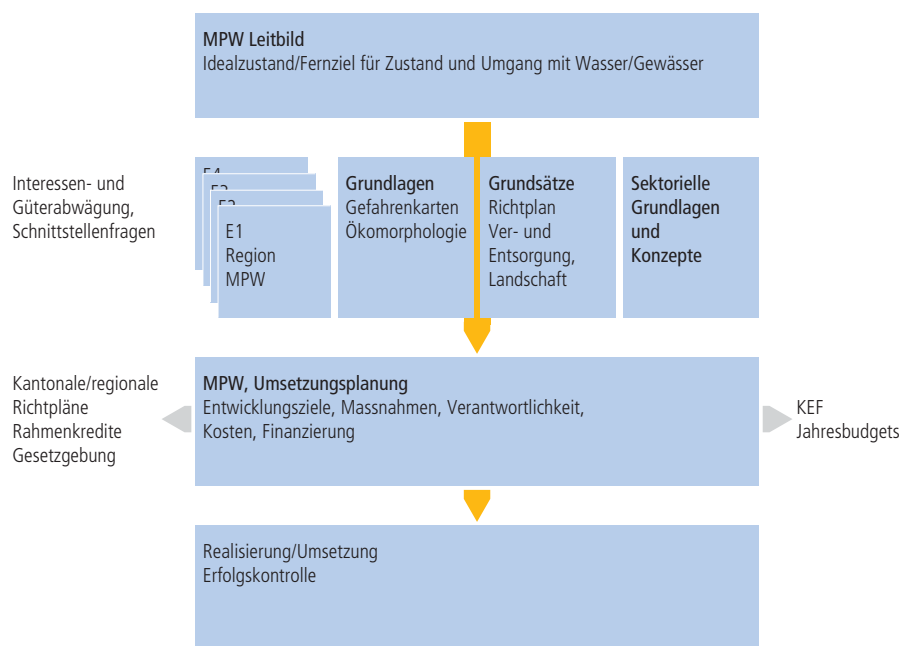 MPW Leitbild
Idealzustand/Fernziel für Zustand und Umgang mit Wasser/Gewässer
Interessen- und
Güterabwägung,
Schnittstellenfragen
E1
Region
MPW
Grundlagen
Gefahrenkarten
Ökomorphologie
Grundsätze
Richtplan
Ver- und
Entsorgung,
Landschaft
Sektorielle
Grundlagen
und
Konzepte
Kantonale/regionale
Richtpläne
Rahmenkredite
Gesetzgebung
MPW, Umsetzungsplanung
Entwicklungsziele, Massnahmen, Verantwortlichkeit,
Kosten, Finanzierung
KEF
Jahresbudgets
Realisierung/Umsetzung
Erfolgskontrolle